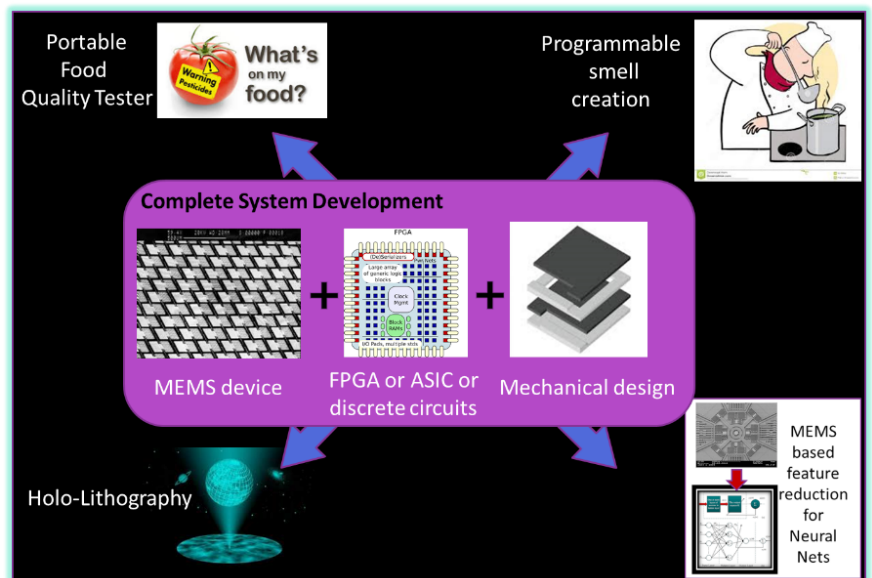 Portable
Food
Quality Tester
Warning
Pesticides
What's
on my
food?
Programmable
smell
creation
Complete System Development
FPGA
(De)Serializers
Large array
of generic logic
blocks
Clock
Mgmt
Block
RAMs
I/O Pads, multiple stds
+
+
MEMS device
FPGA or ASIC or
discrete circuits
Mechanical design
Holo-Lithography
MEMS
based
feature
reduction
for
Neural
Nets